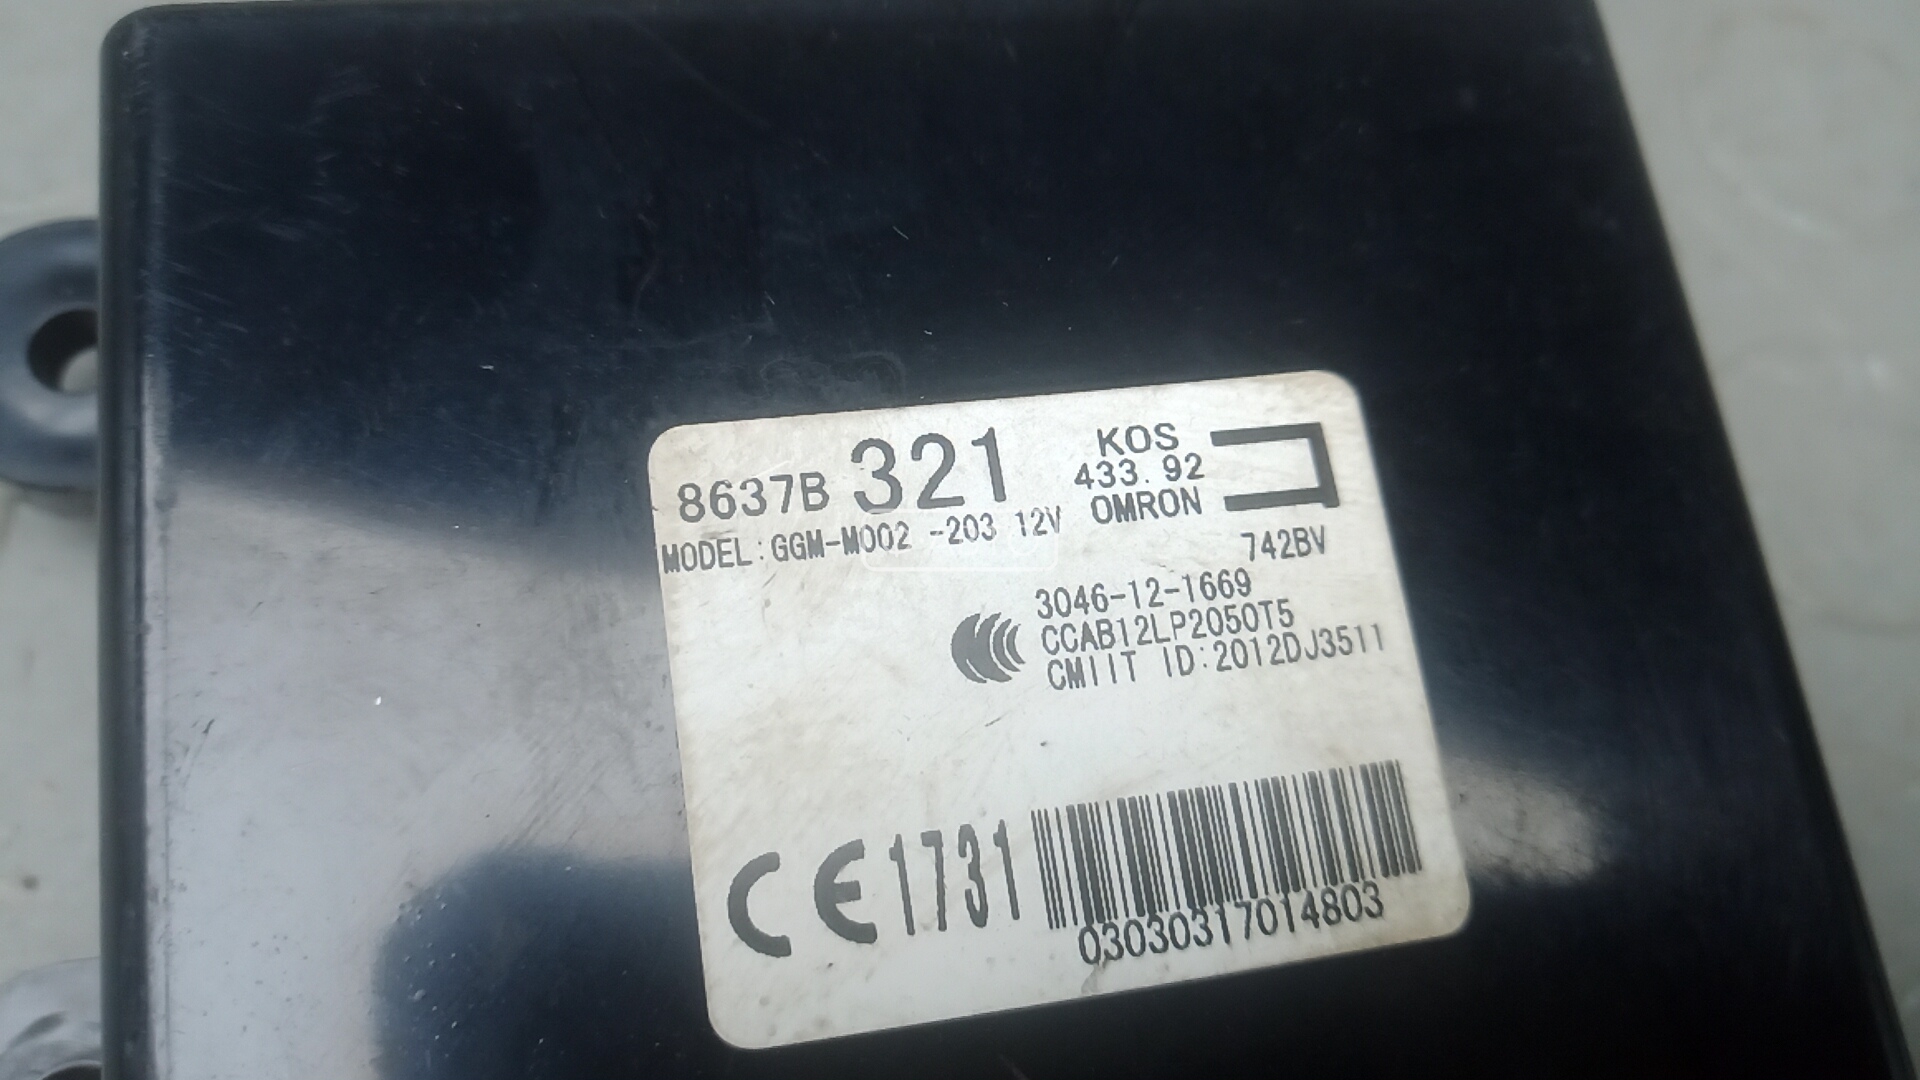 8637B 321
KOS
433.92
OMRON
MODEL:GGM-M002 -203 12V
742BV
3046-12-1669
CCAB12LP2050T5
CMIIT ID:2012DJ3511
CE1731
03030317014803